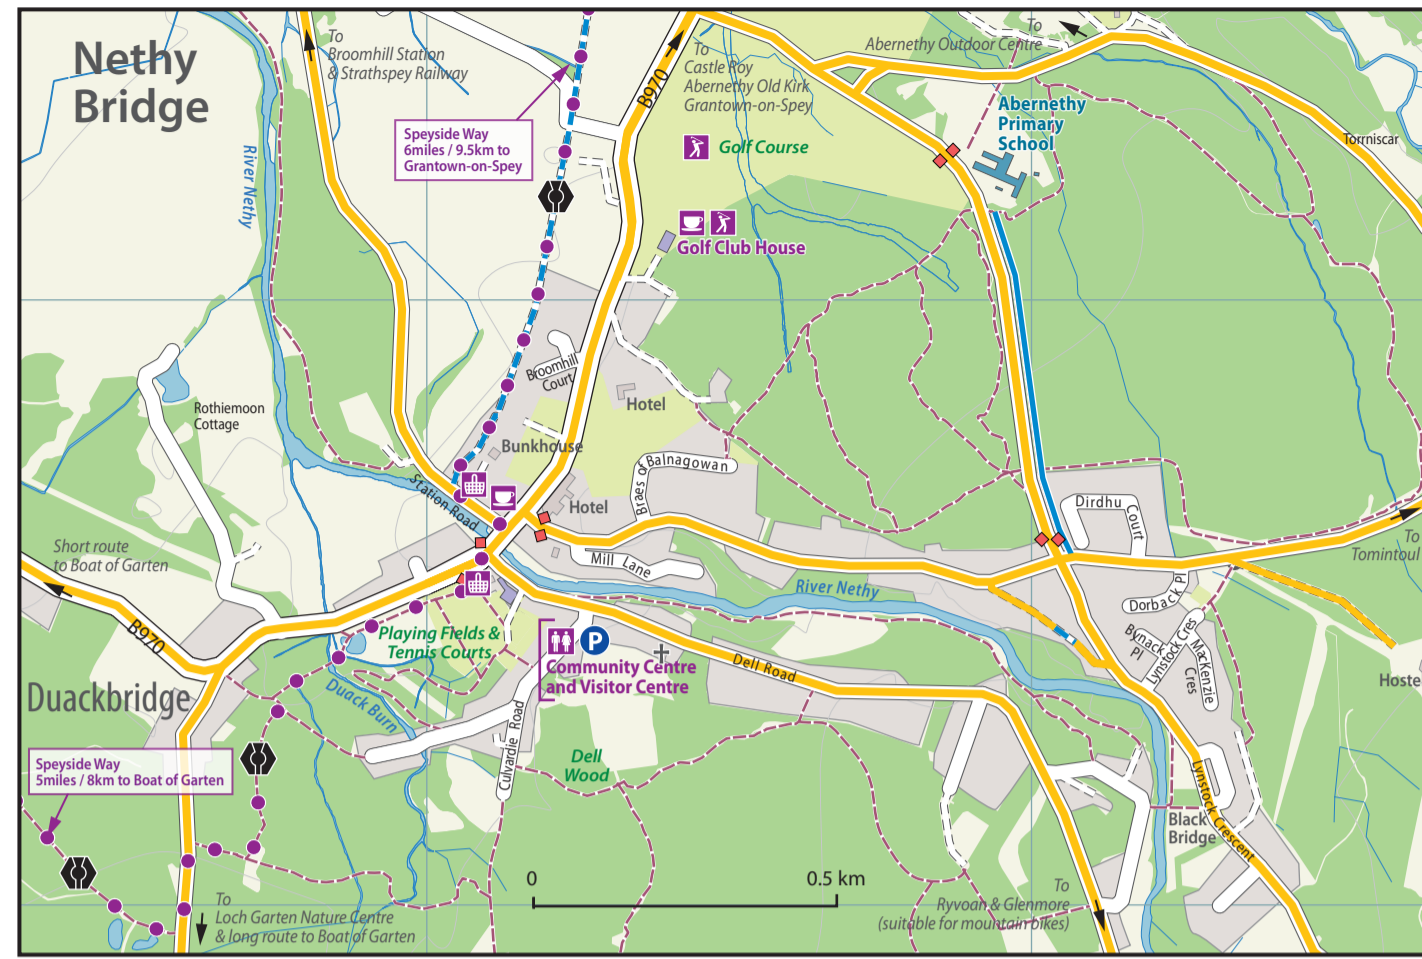 Nethy
Bridge
To
Broomhill Station
& Strathspey Railway
River Nethy
Speyside Way
6miles / 9.5km to
Grantown-on-Spey
B970
To
Castle Roy
Abernethy Old Kirk
Grantown-on-Spey
To
Abernethy Outdoor Centre
Abernethy
Primary
School
Torniscar
Golf Course
Golf Club House
Broomhill
Court
Rothiemoon
Cottage
Hotel
Bunkhouse
Braes of Balnagowan
Station Road
Hotel
Mill Lane
Dirdhu Court
To
Tomintoul
Short route
to Boat of Garten
River Nethy
Dorback Pl
Bynack
Pl
Lynstock Cres
MacKenzie
Cres
B970
Playing Fields &
Tennis Courts
P
Community Centre
and Visitor Centre
Dell Road
Hoste
Duackbridge
Duack Burn
Culvardie Road
Dell
Wood
Speyside Way
5miles / 8km to Boat of Garten
Lynstock Crescent
Black
Bridge
0
0.5 km
To
Loch Garten Nature Centre
& long route to Boat of Garten
To
Ryvoan & Glenmore
(suitable for mountain bikes)